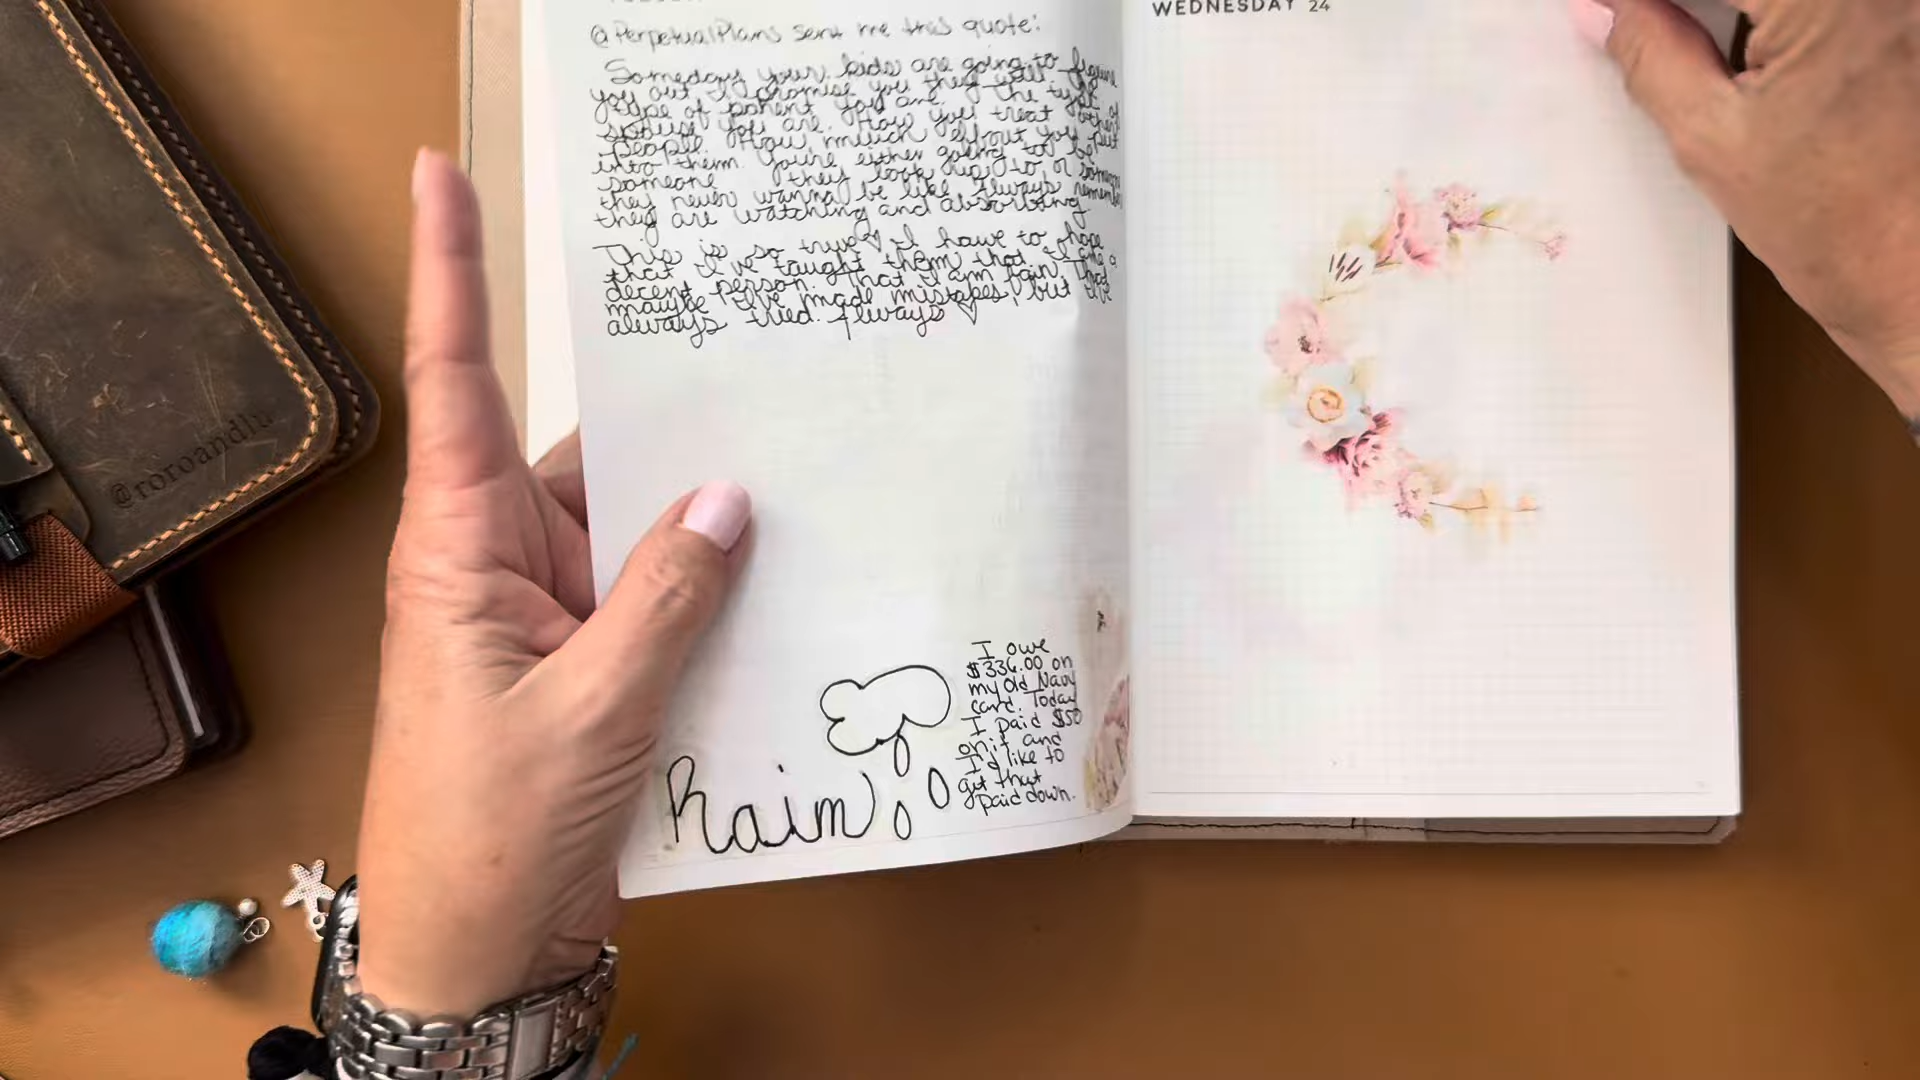 @PerpetualPlans sent me this quote:
Someday your kids are going to figure
you out I promise you they will. The
type of parent you are. The type of
spouse you are. How you treat other
people. How much about you put
into them. You're either going to be
someone they look up to or someone
they never wanna be like Always remember
they are watching and absorbing
This is so true I have to hope
that I've taught them that I am a
decent person. That I am fair. That
maybe I've made mistakes, but I've
always tried. Always
Rain
I owe
$336.00 on
my Old Navy
card. Today
I paid $50
on it and
I'd like to
get that
paid down.
WEDNESDAY 24
@roroandlu